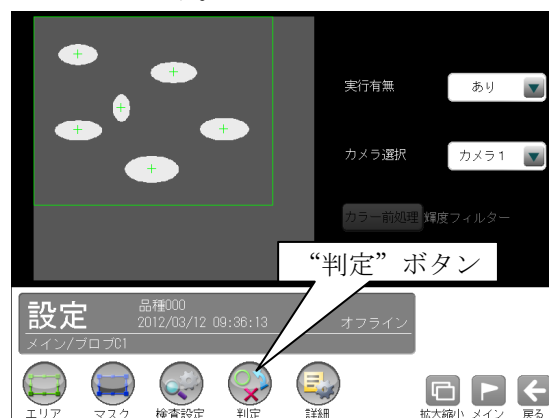 実行有無
あり
カメラ選択
カメラ1
カラー前処理 輝度フィルター
“判定”ボタン
設定
品種000
2012/03/12 09:36:13
オフライン
メイン/ブロブC1
エリア
マスク
検査設定
判定
詳細
拡大縮小
メイン
戻る